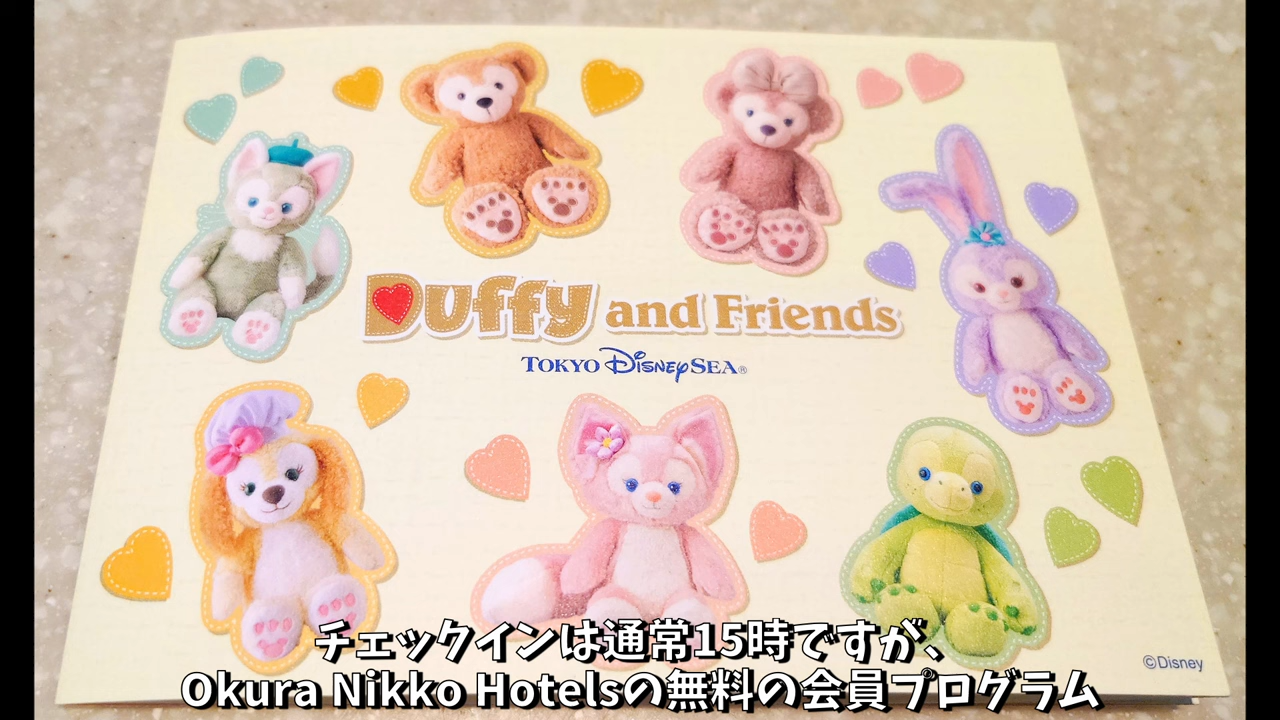 Duffy and Friends
TOKYO DISNEYSEA®
©Disney
チェックインは通常15時ですが、
Okura Nikko Hotelsの無料の会員プログラム